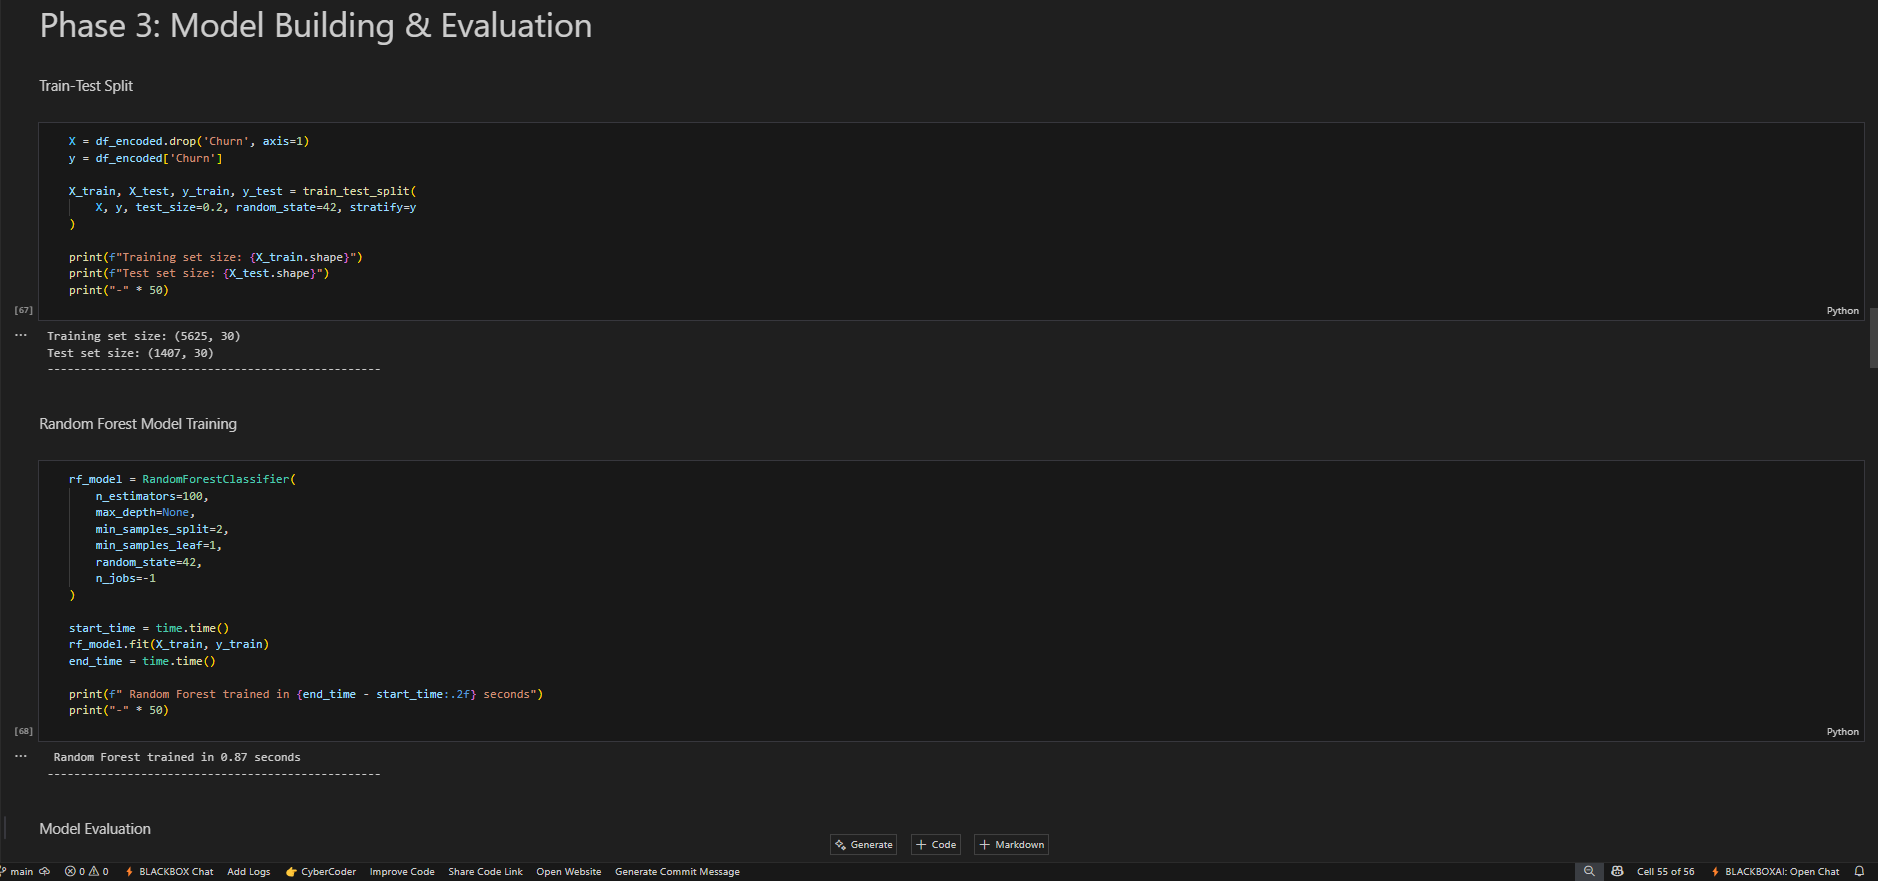 Phase 3: Model Building & Evaluation
Train-Test Split
X = df_encoded.drop('Churn', axis=1)
y = df_encoded['Churn']
X_train, X_test, y_train, y_test = train_test_split(
    X, y, test_size=0.2, random_state=42, stratify=y
)
print(f"Training set size: {X_train.shape}")
print(f"Test set size: {X_test.shape}")
print("-" * 50)
[67]
Python
...
Training set size: (5625, 30)
Test set size: (1407, 30)
--------------------------------------------------
Random Forest Model Training
rf_model = RandomForestClassifier(
    n_estimators=100,
    max_depth=None,
    min_samples_split=2,
    min_samples_leaf=1,
    random_state=42,
    n_jobs=-1
)
start_time = time.time()
rf_model.fit(X_train, y_train)
end_time = time.time()
print(f" Random Forest trained in {end_time - start_time:.2f} seconds")
print("-" * 50)
[68]
Python
...
 Random Forest trained in 0.87 seconds
--------------------------------------------------
Model Evaluation
Generate + Code + Markdown
main 0 0 BLACKBOX Chat Add Logs CyberCoder Improve Code Share Code Link Open Website Generate Commit Message Cell 55 of 56 BLACKBOXAI: Open Chat